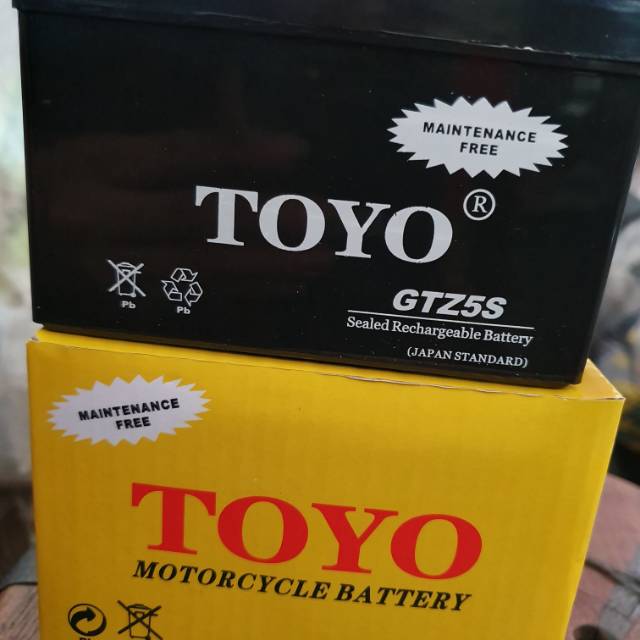 MAINTENANCE
FREE
TOYO®
Pb
Pb
GTZ5S
Sealed Rechargeable Battery
(JAPAN STANDARD)
MAINTENANCE
FREE
TOYO
MOTORCYCLE BATTERY